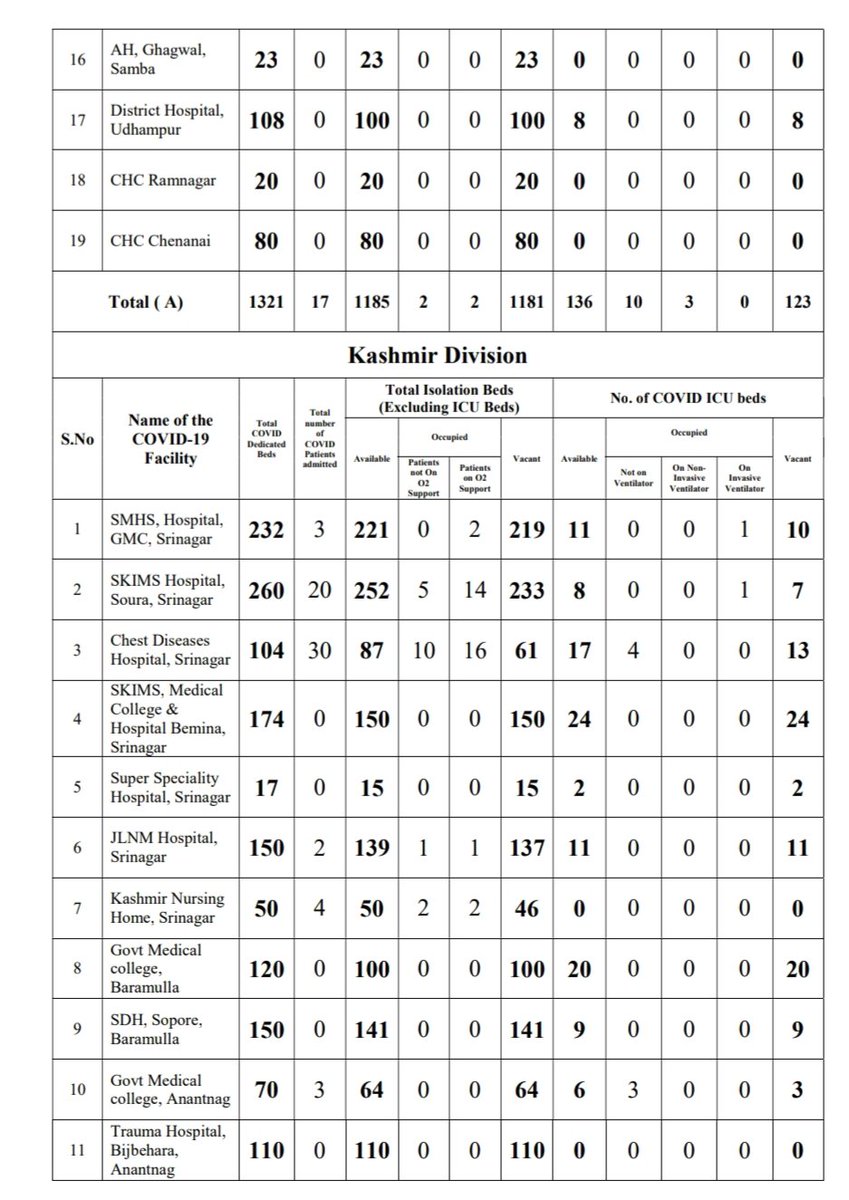 16 AH, Ghagwal, Samba 23 0 23 0 0 23 0 0 0 0 0
17 District Hospital, Udhampur 108 0 100 0 0 100 8 0 0 0 8
18 CHC Ramnagar 20 0 20 0 0 20 0 0 0 0 0
19 CHC Chenanai 80 0 80 0 0 80 0 0 0 0 0
Total ( A) 1321 17 1185 2 2 1181 136 10 3 0 123
Kashmir Division
S.No
Name of the COVID-19 Facility
Total COVID Dedicated Beds
Total number of COVID Patients admitted
Total Isolation Beds (Excluding ICU Beds)
Available
Occupied
Patients not On O2 Support
Patients on O2 Support
Vacant
No. of COVID ICU beds
Available
Occupied
Not on Ventilator
On Non-Invasive Ventilator
On Invasive Ventilator
Vacant
1 SMHS, Hospital, GMC, Srinagar 232 3 221 0 2 219 11 0 0 1 10
2 SKIMS Hospital, Soura, Srinagar 260 20 252 5 14 233 8 0 0 1 7
3 Chest Diseases Hospital, Srinagar 104 30 87 10 16 61 17 4 0 0 13
4 SKIMS, Medical College & Hospital Bemina, Srinagar 174 0 150 0 0 150 24 0 0 0 24
5 Super Speciality Hospital, Srinagar 17 0 15 0 0 15 2 0 0 0 2
6 JLNM Hospital, Srinagar 150 2 139 1 1 137 11 0 0 0 11
7 Kashmir Nursing Home, Srinagar 50 4 50 2 2 46 0 0 0 0 0
8 Govt Medical college, Baramulla 120 0 100 0 0 100 20 0 0 0 20
9 SDH, Sopore, Baramulla 150 0 141 0 0 141 9 0 0 0 9
10 Govt Medical college, Anantnag 70 3 64 0 0 64 6 3 0 0 3
11 Trauma Hospital, Bijbehara, Anantnag 110 0 110 0 0 110 0 0 0 0 0